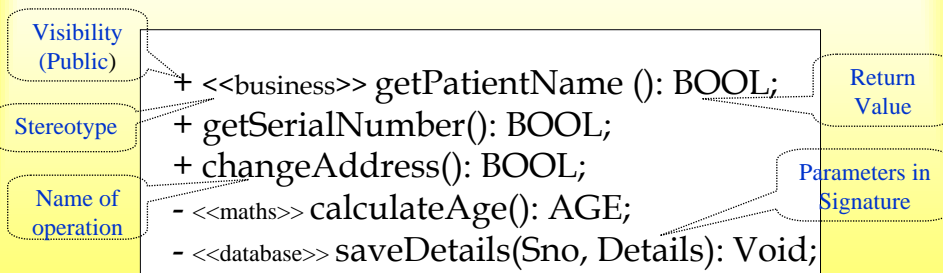 Visibility
(Public)
Stereotype
Name of
operation
+ <<business>> getPatientName (): BOOL;
+ getSerialNumber(): BOOL;
+ changeAddress(): BOOL;
- <<maths>> calculateAge(): AGE;
- <<database>> saveDetails(Sno, Details): Void;
Return
Value
Parameters in
Signature